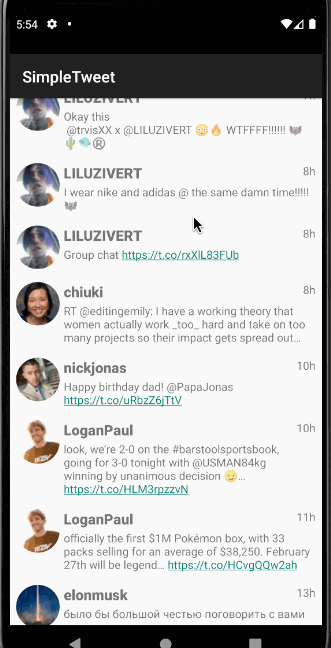 5:54
SimpleTweet
LILUZIVERT
Okay this
@trvisXX x @LILUZIVERT 😳🔥 WTFFFF!!!!!! 🦇
🌵🧢®️
LILUZIVERT 8h
I wear nike and adidas @ the same damn time!!!!!
🦇
LILUZIVERT 8h
Group chat https://t.co/rxXlL83FUb
chiuki 8h
RT @editingemily: I have a working theory that
women actually work _too_ hard and take on too
many projects so their impact gets spread out…
nickjonas 10h
Happy birthday dad! @PapaJonas
https://t.co/uRbzZ6jTtV
LoganPaul 10h
look, we're 2-0 on the #barstoolsportsbook,
going for 3-0 tonight with @USMAN84kg
winning by unanimous decision 😏…
https://t.co/HLM3rpzzvN
LoganPaul 11h
officially the first $1M Pokémon box, with 33
packs selling for an average of $38,250. February
27th will be legend… https://t.co/HCvgQQw2ah
elonmusk 13h
было бы большой честью поговорить с вами